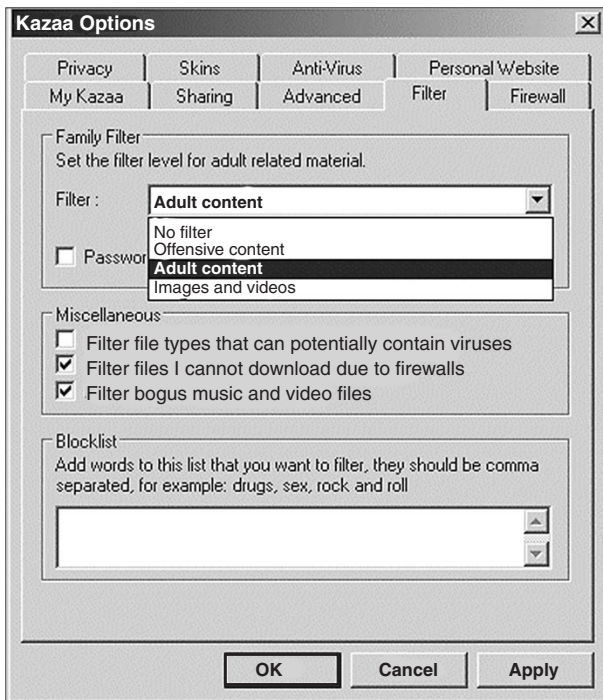 Kazaa Options
Privacy Skins Anti-Virus Personal Website
My Kazaa Sharing Advanced Filter Firewall
Family Filter
Set the filter level for adult related material.
Filter : Adult content
No filter
Offensive content
Adult content
Images and videos
Miscellaneous
Filter file types that can potentially contain viruses
Filter files I cannot download due to firewalls
Filter bogus music and video files
Blocklist
Add words to this list that you want to filter, they should be comma
separated, for example: drugs, sex, rock and roll
OK Cancel Apply